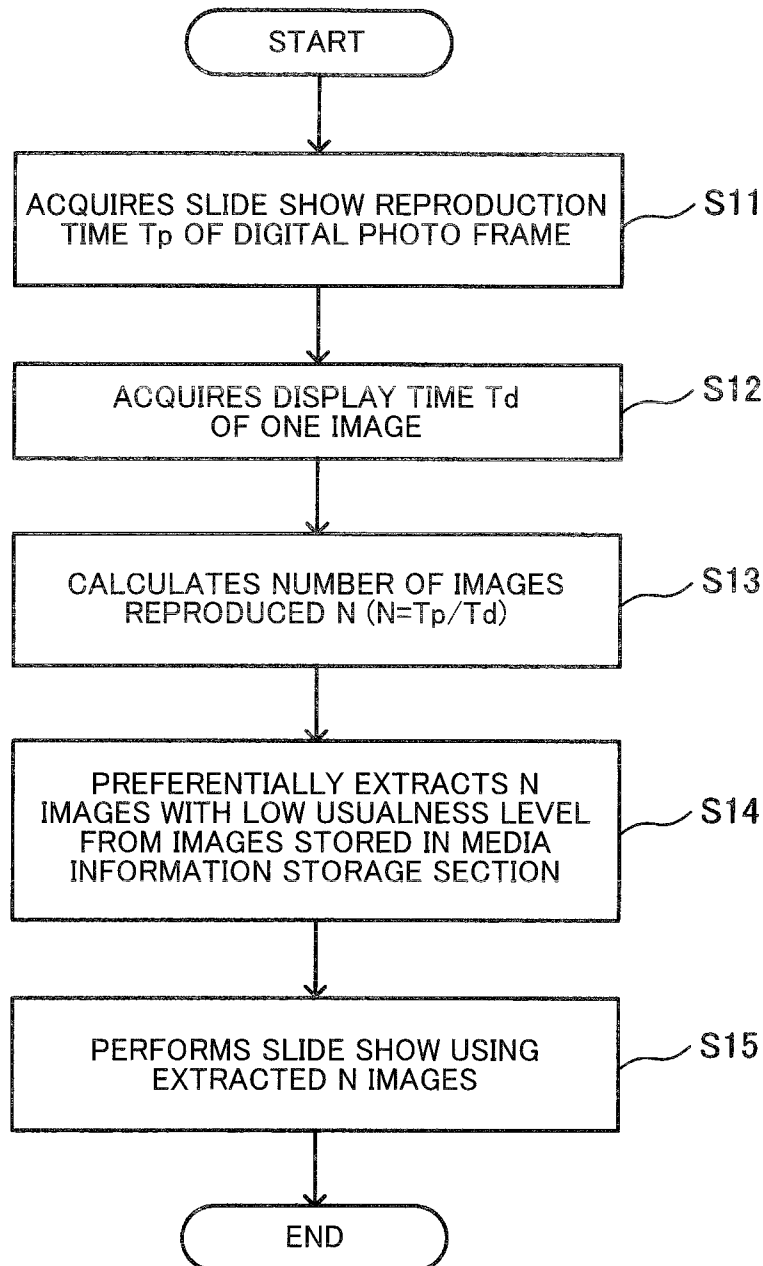 START
ACQUIRES SLIDE SHOW REPRODUCTION
TIME Tp OF DIGITAL PHOTO FRAME
S11
ACQUIRES DISPLAY TIME Td
OF ONE IMAGE
S12
CALCULATES NUMBER OF IMAGES
REPRODUCED N (N=Tp/Td)
S13
PREFERENTIALLY EXTRACTS N
IMAGES WITH LOW USUALNESS LEVEL
FROM IMAGES STORED IN MEDIA
INFORMATION STORAGE SECTION
S14
PERFORMS SLIDE SHOW USING
EXTRACTED N IMAGES
S15
END